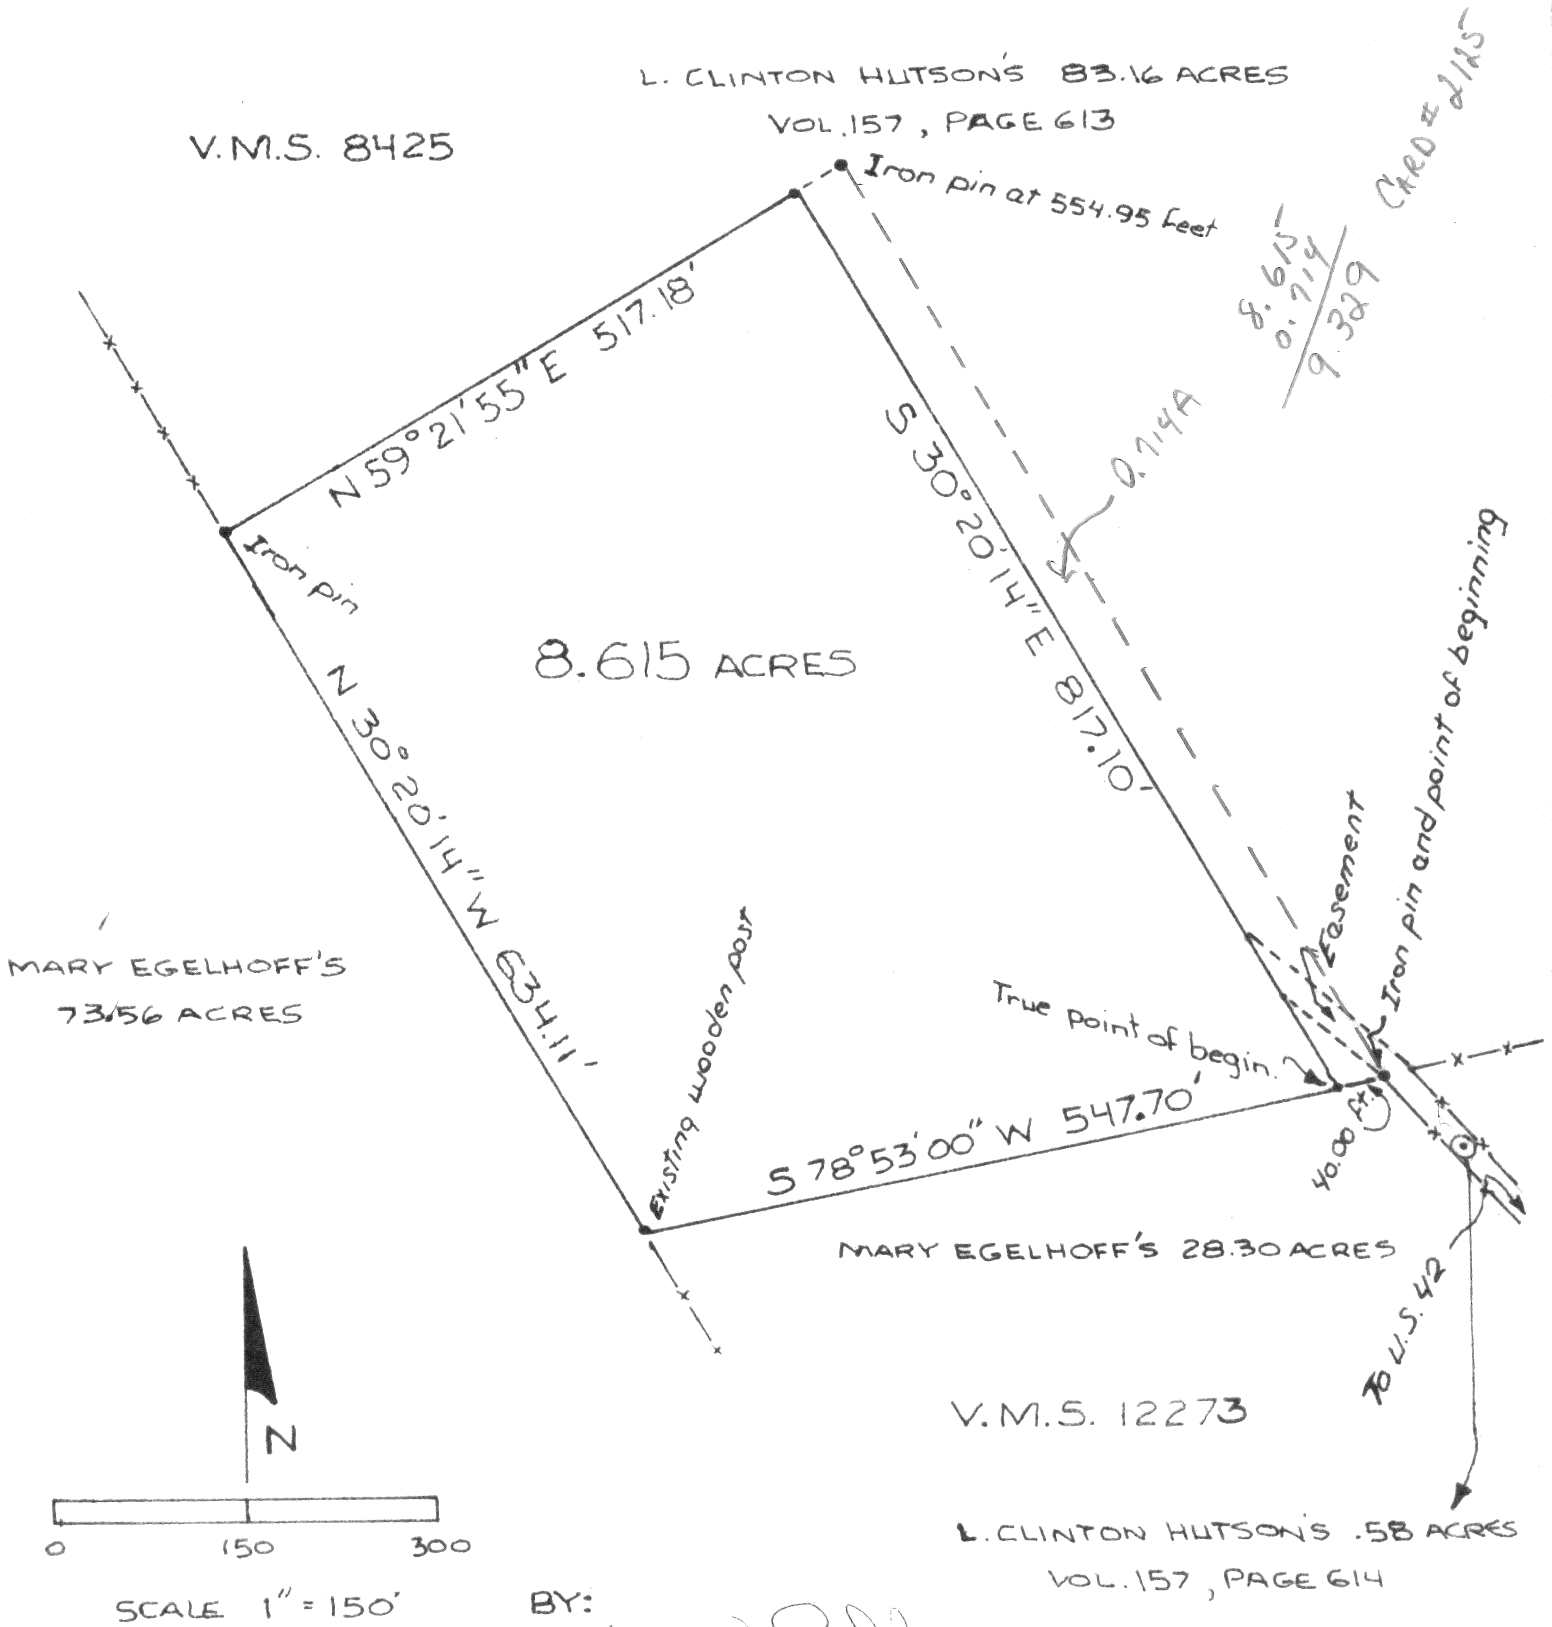 L. CLINTON HUTSON'S 83.16 ACRES
VOL. 157, PAGE 613
V.M.S. 8425
Iron pin at 554.95 feet
CARD # 2125
8.615
0.714
9.329
0.714A
N 59° 21' 55" E 517.18'
S 30° 20' 14" E 817.10'
Iron pin
8.615 ACRES
N 30° 20' 14" W 634.11'
Easement
Iron pin and point of beginning
MARY EGELHOFF'S
73.56 ACRES
Existing wooden post
True point of begin.
S 78° 53' 00" W 547.70'
40.00 ft.
MARY EGELHOFF'S 28.30 ACRES
To U.S. 42
V.M.S. 12273
N
0 150 300
SCALE 1" = 150'
L. CLINTON HUTSON'S .58 ACRES
VOL. 157, PAGE 614
BY: